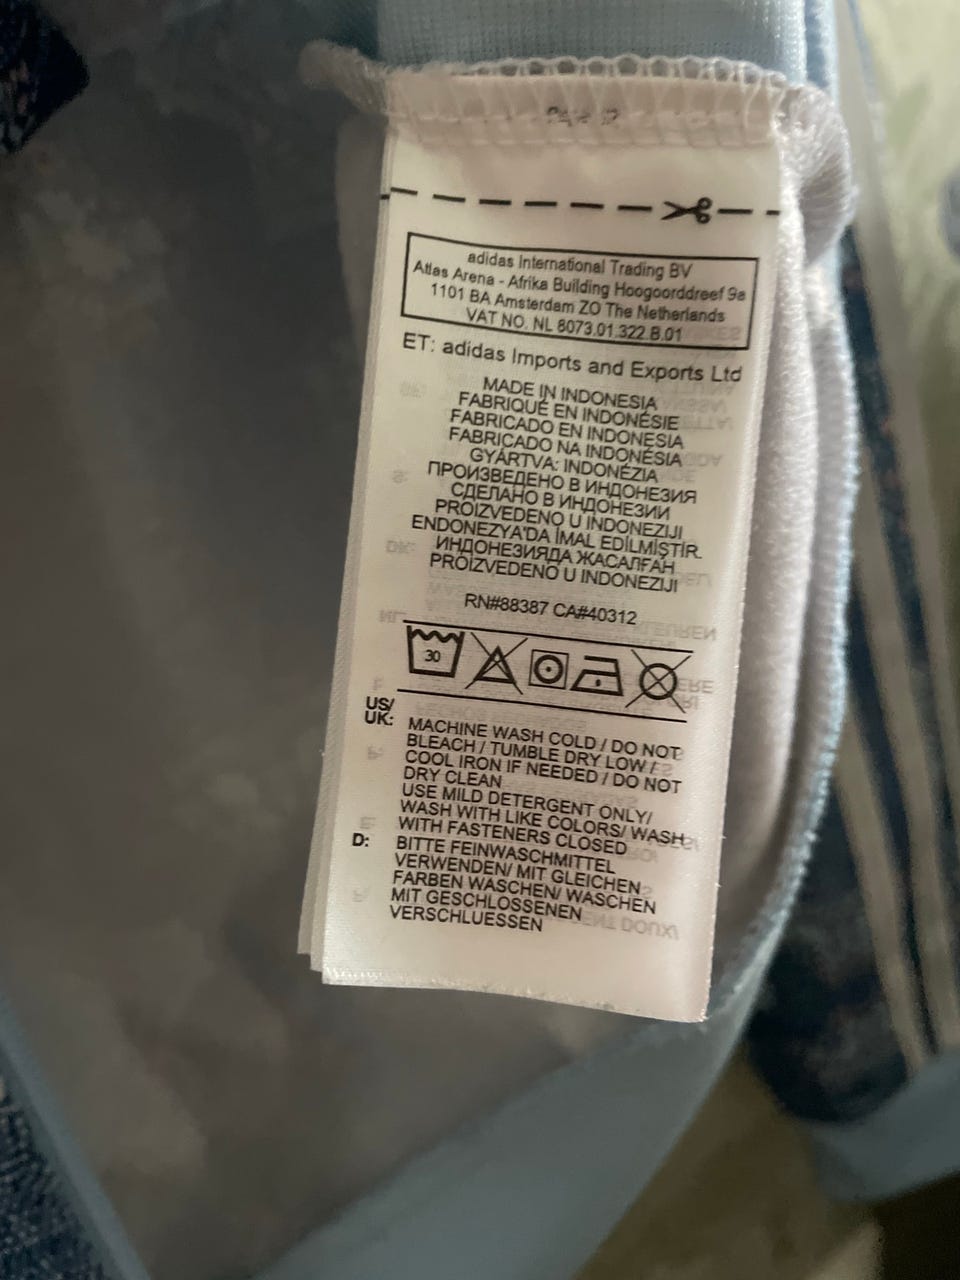 adidas International Trading BV
Atlas Arena - Afrika Building Hoogoorddreef 9a
1101 BA Amsterdam ZO The Netherlands
VAT NO. NL 8073.01.322.B.01
ET: adidas Imports and Exports Ltd
MADE IN INDONESIA
FABRIQUÉ EN INDONÉSIE
FABRICADO EN INDONESIA
FABRICADO NA INDONÉSIA
GYÁRTVA: INDONÉZIA
ПРОИЗВЕДЕНО В ИНДОНЕЗИЯ
СДЕЛАНО В ИНДОНЕЗИИ
PROIZVEDENO U INDONEZIJI
ENDONEZYA'DA İMAL EDİLMİŞTİR.
ИНДОНЕЗИЯДА ЖАСАЛҒАН
PROIZVEDENO U INDONEZIJI
RN#88387 CA#40312
30
US/
UK: MACHINE WASH COLD / DO NOT
BLEACH / TUMBLE DRY LOW /
COOL IRON IF NEEDED / DO NOT
DRY CLEAN
USE MILD DETERGENT ONLY/
WASH WITH LIKE COLORS/ WASH
WITH FASTENERS CLOSED
D: BITTE FEINWASCHMITTEL
VERWENDEN/ MIT GLEICHEN
FARBEN WASCHEN/ WASCHEN
MIT GESCHLOSSENEN
VERSCHLUESSEN